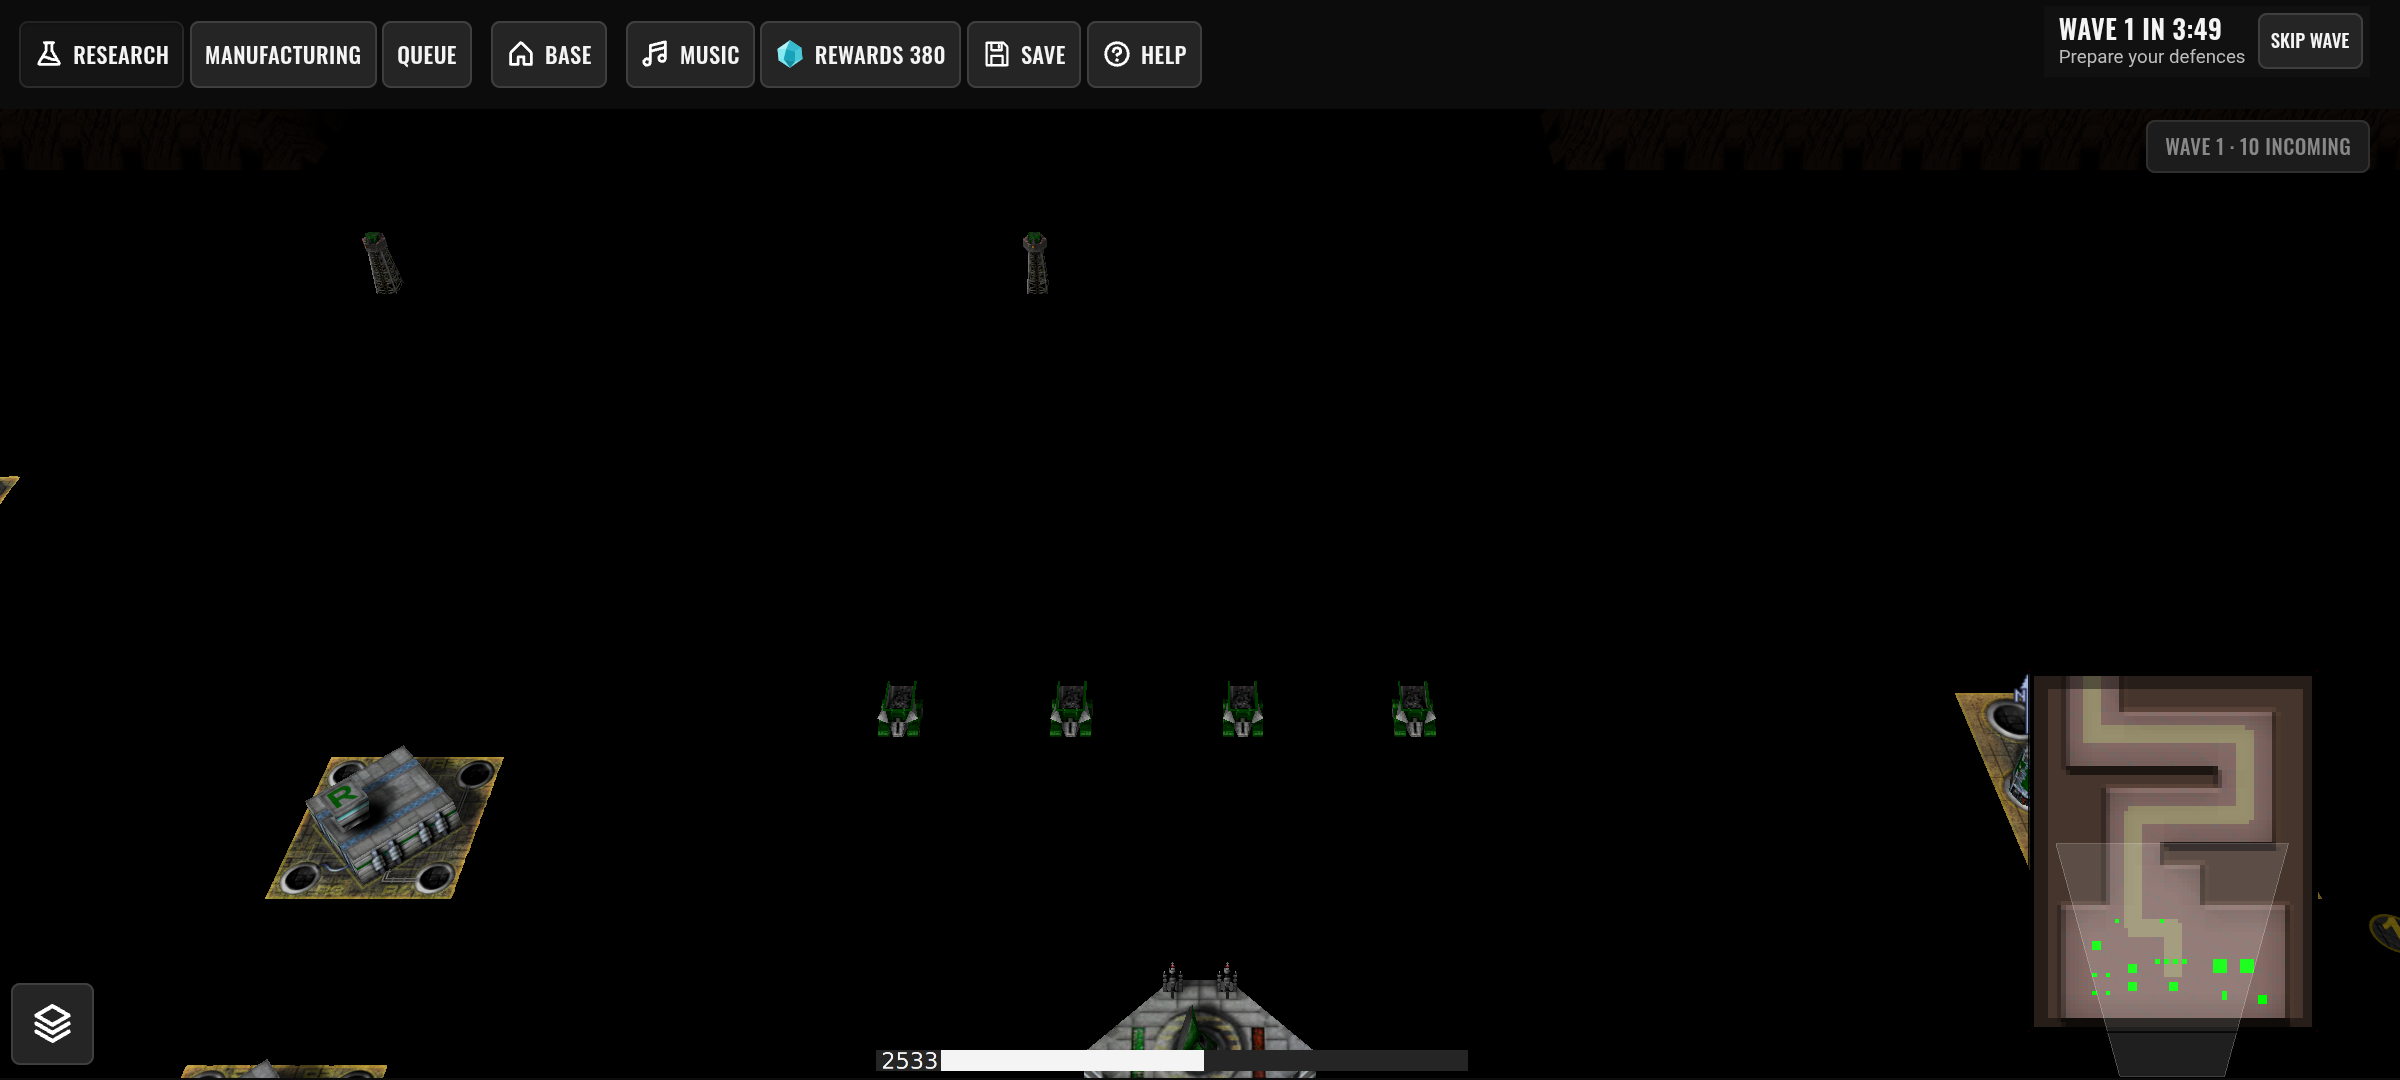 RESEARCH
MANUFACTURING
QUEUE
BASE
MUSIC
REWARDS 380
SAVE
HELP
WAVE 1 IN 3:49
Prepare your defences
SKIP WAVE
WAVE 1 · 10 INCOMING
R
2533